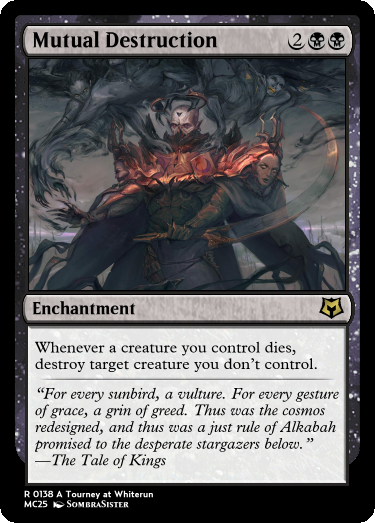 Mutual Destruction 2
Enchantment
Whenever a creature you control dies,
destroy target creature you don't control.
"For every sunbird, a vulture. For every gesture
of grace, a grin of greed. Thus was the cosmos
redesigned, and thus was a just rule of Alkabah
promised to the desperate stargazers below."
—The Tale of Kings
R 0138 A Tourney at Whiterun
MC25 SombraSister